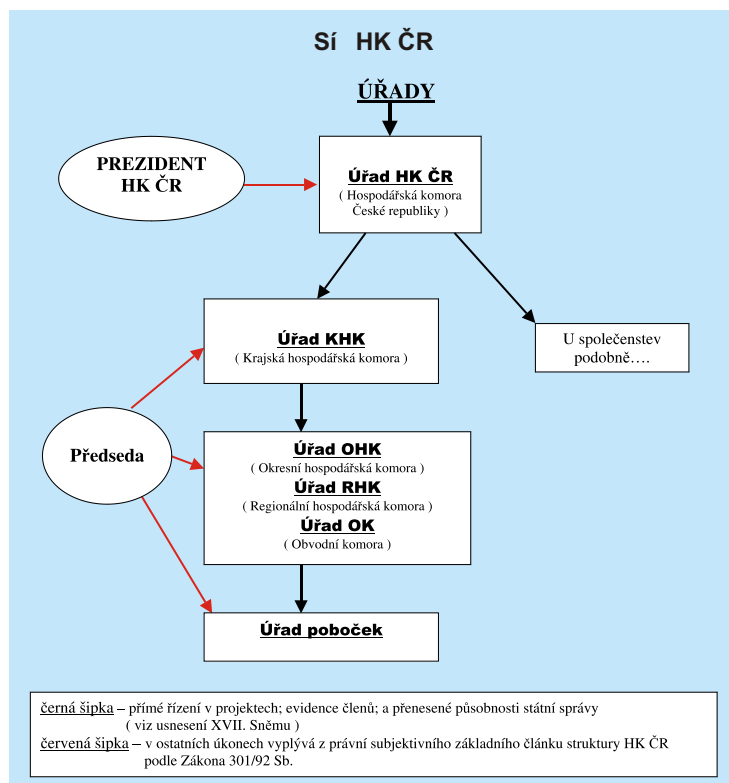 Sí HK ČR
ÚŘADY
PREZIDENT
HK ČR
Úřad HK ČR
( Hospodářská komora
České republiky )
Úřad KHK
( Krajská hospodářská komora )
U společenstev
podobně….
Předseda
Úřad OHK
( Okresní hospodářská komora )
Úřad RHK
( Regionální hospodářská komora )
Úřad OK
( Obvodní komora )
Úřad poboček
černá šipka – přímé řízení v projektech; evidence členů; a přenesené působnosti státní správy
( viz usnesení XVII. Sněmu )
červená šipka – v ostatních úkonech vyplývá z právní subjektivního základního článku struktury HK ČR
podle Zákona 301/92 Sb.